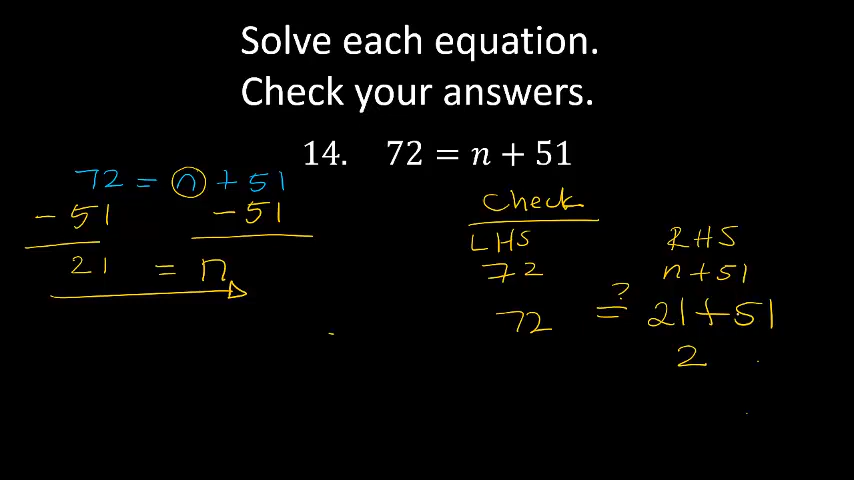 Solve each equation.
Check your answers.
14. 72 = n + 51
72 = n + 51
- 51 - 51
21 = n
Check
LHS RHS
72 n + 51
72 ?= 21 + 51
2